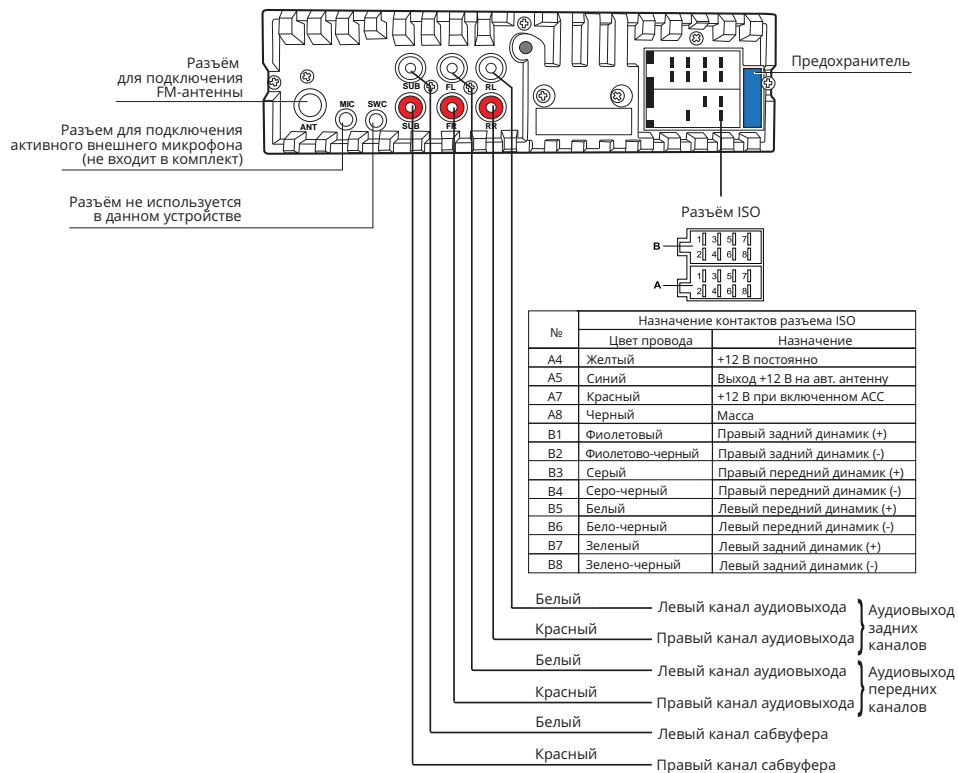 Разъём
для подключения
FM-антенны
Разъем для подключения
активного внешнего микрофона
(не входит в комплект)
Разъём не используется
в данном устройстве
ANT
MIC
SWC
SUB
FL
RL
SUB
FR
RR
Предохранитель
Разъём ISO
B
1 3 5 7
2 4 6 8
A
1 3 5 7
2 4 6 8
№ Назначение контактов разъема ISO
Цвет провода Назначение
A4 Желтый +12 В постоянно
A5 Синий Выход +12 В на авт. антенну
A7 Красный +12 В при включенном ACC
A8 Черный Масса
B1 Фиолетовый Правый задний динамик (+)
B2 Фиолетово-черный Правый задний динамик (-)
B3 Серый Правый передний динамик (+)
B4 Серо-черный Правый передний динамик (-)
B5 Белый Левый передний динамик (+)
B6 Бело-черный Левый передний динамик (-)
B7 Зеленый Левый задний динамик (+)
B8 Зелено-черный Левый задний динамик (-)
Белый Левый канал аудиовыхода
Красный Правый канал аудиовыхода
Аудиовыход
задних
каналов
Белый Левый канал аудиовыхода
Красный Правый канал аудиовыхода
Аудиовыход
передних
каналов
Белый Левый канал сабвуфера
Красный Правый канал сабвуфера